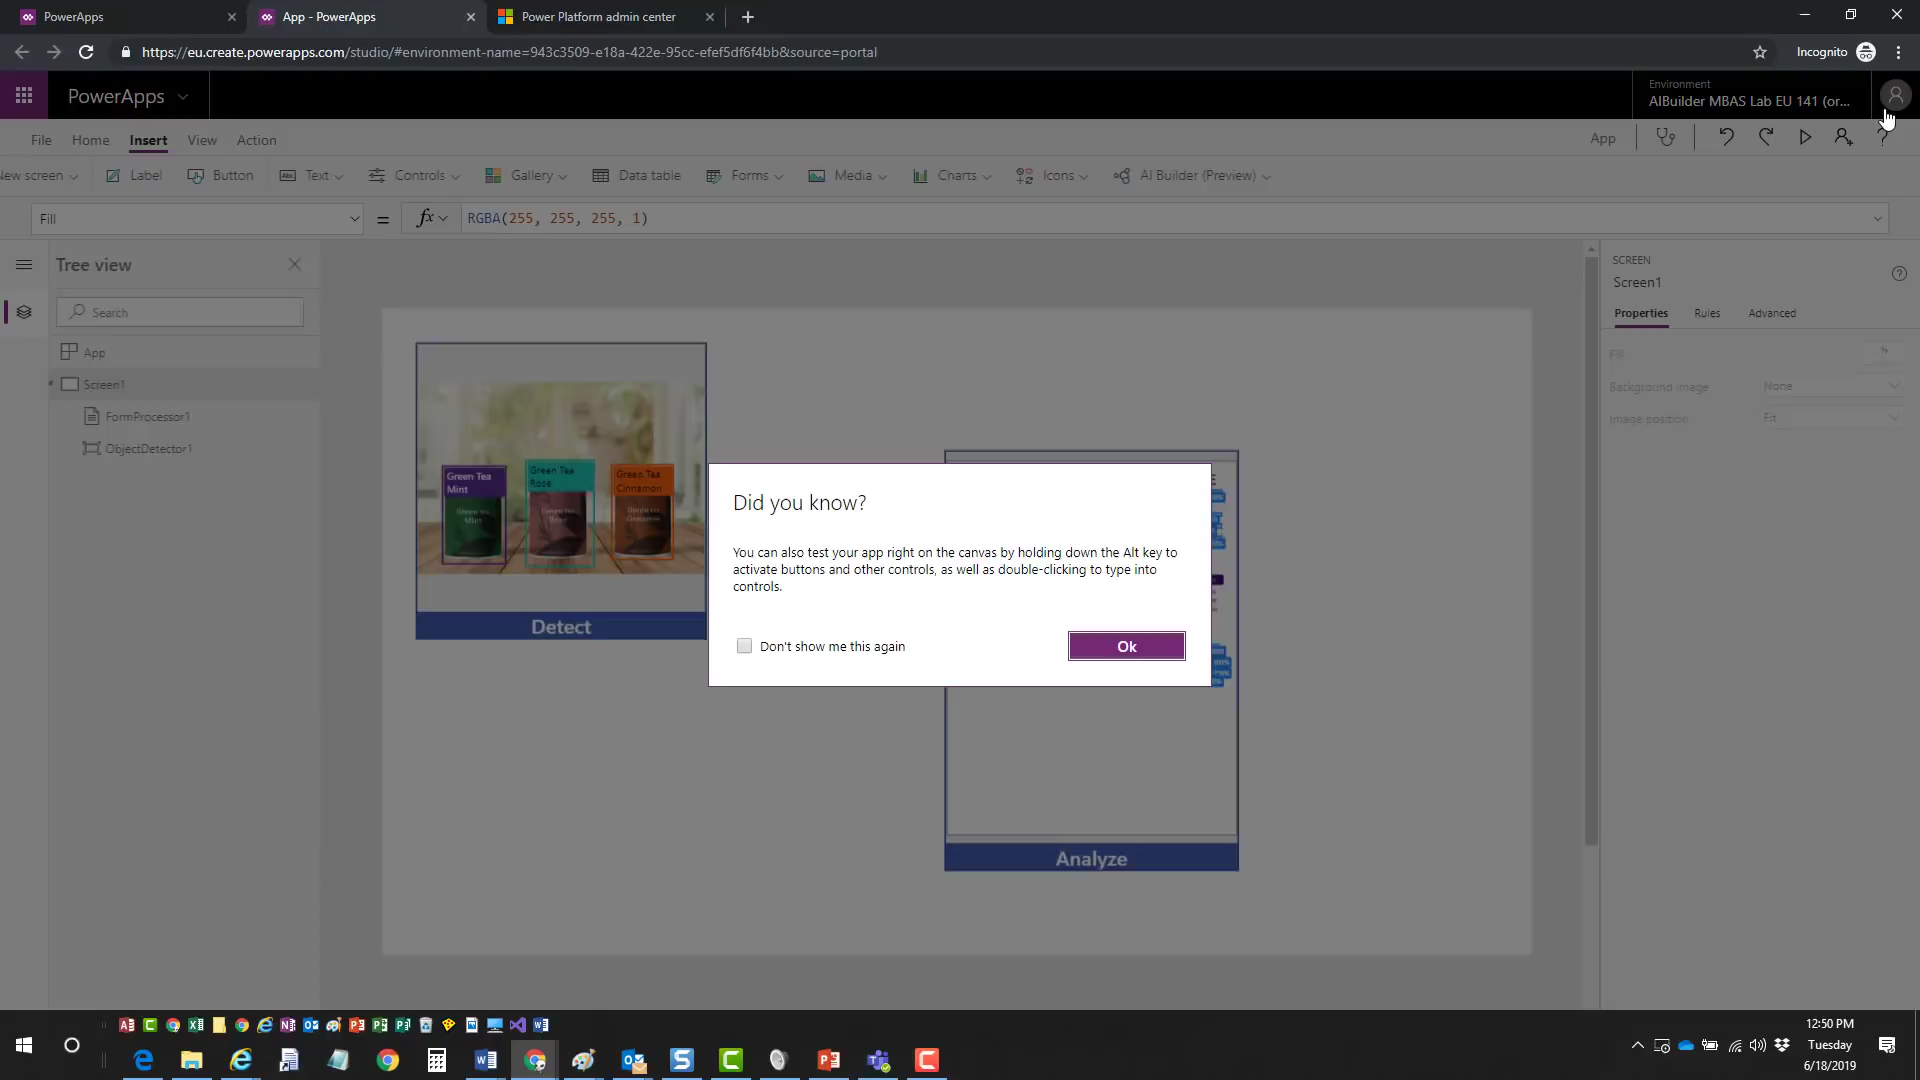 PowerApps
App - PowerApps
Power Platform admin center
https://eu.create.powerapps.com/studio/#environment-name=943c3509-e18a-422e-95cc-efef5df6f4bb&source=portal
Incognito
PowerApps
Environment
AIBuilder MBAS Lab EU 141 (or...
File
Home
Insert
View
Action
App
ew screen
Label
Button
Text
Controls
Gallery
Data table
Forms
Media
Charts
Icons
AI Builder (Preview)
Fill
=
fx
RGBA(255, 255, 255, 1)
Tree view
Search
App
Screen1
FormProcessor1
ObjectDetector1
Green Tea
Mint
Green Tea
Rose
Green Tea
Cinnamon
Detect
Analyze
Did you know?
You can also test your app right on the canvas by holding down the Alt key to
activate buttons and other controls, as well as double-clicking to type into
controls.
Don't show me this again
Ok
SCREEN
Screen1
Properties
Rules
Advanced
Fill
Background image
None
Image position
Fit
12:50 PM
Tuesday
6/18/2019